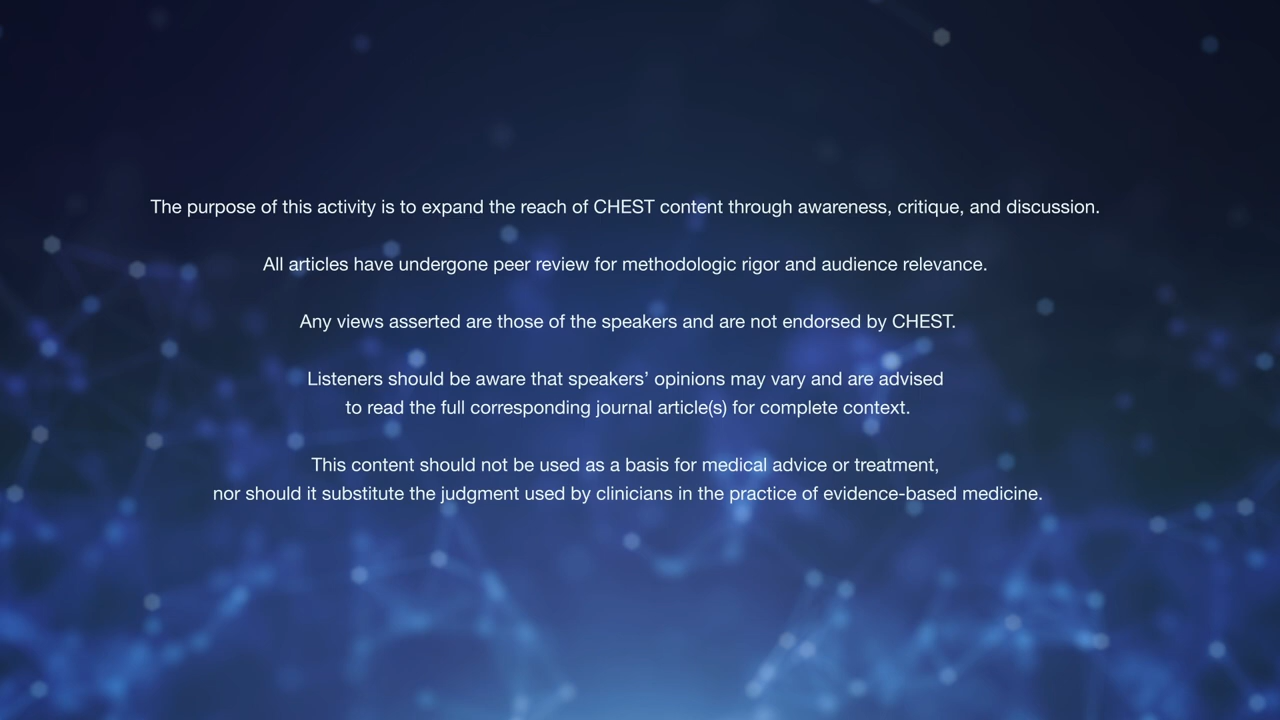 The purpose of this activity is to expand the reach of CHEST content through awareness, critique, and discussion.
All articles have undergone peer review for methodologic rigor and audience relevance.
Any views asserted are those of the speakers and are not endorsed by CHEST.
Listeners should be aware that speakers’ opinions may vary and are advised
to read the full corresponding journal article(s) for complete context.
This content should not be used as a basis for medical advice or treatment,
nor should it substitute the judgment used by clinicians in the practice of evidence-based medicine.